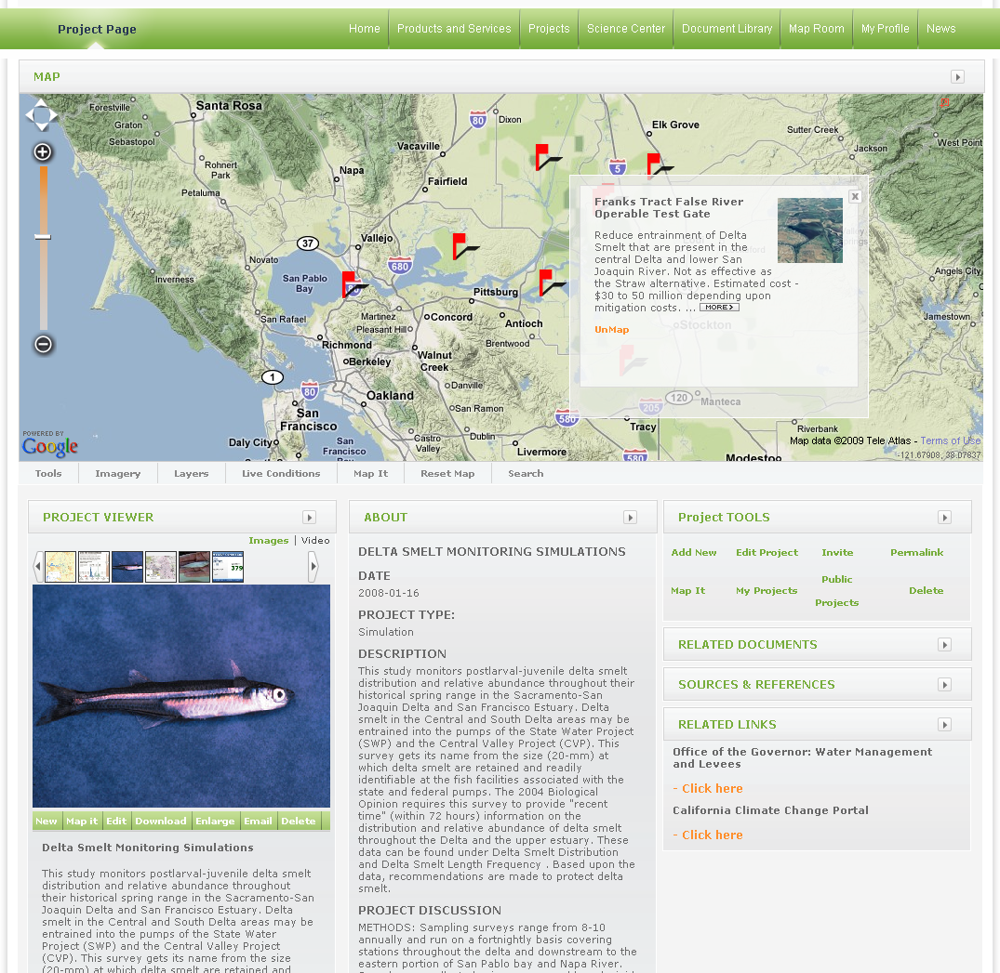 Project Page
Home
Products and Services
Projects
Science Center
Document Library
Map Room
My Profile
News
MAP
Forestville
Santa Rosa
Graton
Sebastopol
80
Dixon
Elk Grove
Sutter Creek
Jackson
West Point
Vacaville
Rohnert
Park
Napa
Fairfield
5
Petaluma
37
Vallejo
680
Novato
Inverness
San Pablo
Bay
Pittsburg
Angels City
San Rafael
Martinez
Pleasant Hill
Concord
Antioch
Jamestown
Richmond
Brentwood
Stockton
Berkeley
Walnut
Creek
1
80
Danville
Oakland
San Ramon
120
205
Manteca
San
Francisco
580
Tracy
Riverbank
Daly City
San
Francisco
Bay
Castro
Valley
Dublin
Livermore
580
Modesto
Franks Tract False River
Operable Test Gate
Reduce entrainment of Delta
Smelt that are present in the
central Delta and lower San
Joaquin River. Not as effective as
the Straw alternative. Estimated cost -
$30 to 50 million depending upon
mitigation costs. ... MORE>
UnMap
x
POWERED BY
Google
Map data ©2009 Tele Atlas - Terms of Use
-121.67908, 38.07837
Tools
Imagery
Layers
Live Conditions
Map It
Reset Map
Search
PROJECT VIEWER
Images | Video
379
New
Map it
Edit
Download
Enlarge
Email
Delete
Delta Smelt Monitoring Simulations
This study monitors postlarval-juvenile delta smelt
distribution and relative abundance throughout
their historical spring range in the Sacramento-San
Joaquin Delta and San Francisco Estuary. Delta
smelt in the Central and South Delta areas may be
entrained into the pumps of the State Water
Project (SWP) and the Central Valley Project
(CVP). This survey gets its name from the size
(20-mm) at which delta smelt are retained and
ABOUT
DELTA SMELT MONITORING SIMULATIONS
DATE
2008-01-16
PROJECT TYPE:
Simulation
DESCRIPTION
This study monitors postlarval-juvenile delta smelt
distribution and relative abundance throughout their
historical spring range in the Sacramento-San
Joaquin Delta and San Francisco Estuary. Delta
smelt in the Central and South Delta areas may be
entrained into the pumps of the State Water Project
(SWP) and the Central Valley Project (CVP). This
survey gets its name from the size (20-mm) at
which delta smelt are retained and readily
identifiable at the fish facilities associated with the
state and federal pumps. The 2004 Biological
Opinion requires this survey to provide "recent
time" (within 72 hours) information on the
distribution and relative abundance of delta smelt
throughout the Delta and the upper estuary. These
data can be found under Delta Smelt Distribution
and Delta Smelt Length Frequency . Based upon the
data, recommendations are made to protect delta
smelt.
PROJECT DISCUSSION
METHODS: Sampling surveys range from 8-10
annually and run on a fortnightly basis covering
stations throughout the delta and downstream to the
eastern portion of San Pablo bay and Napa River.
Project TOOLS
Add New
Edit Project
Invite
Permalink
Map It
My Projects
Public
Projects
Delete
RELATED DOCUMENTS
SOURCES & REFERENCES
RELATED LINKS
Office of the Governor: Water Management
and Levees
- Click here
California Climate Change Portal
- Click here